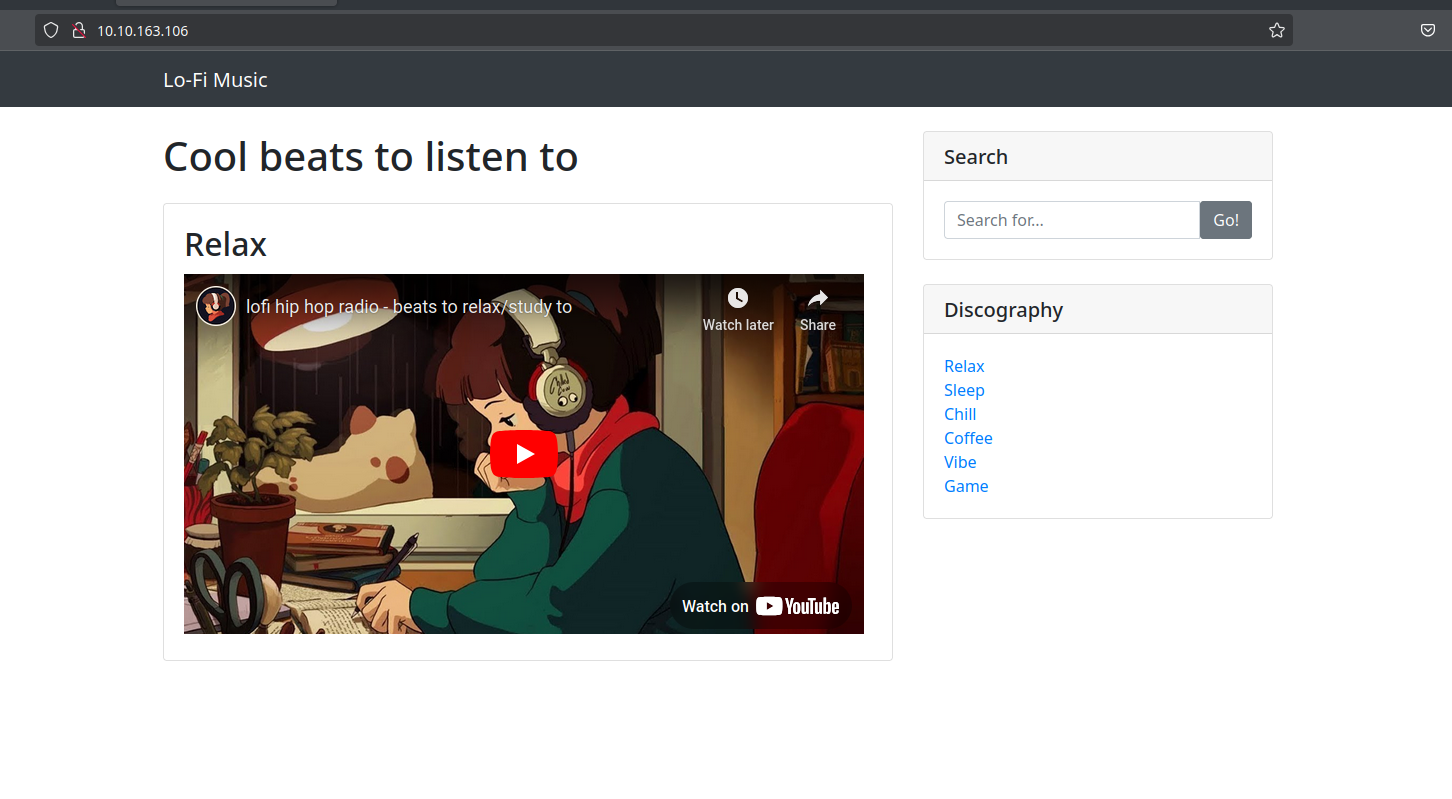 10.10.163.106
Lo-Fi Music
Cool beats to listen to
Relax
lofi hip hop radio - beats to relax/study to
Watch later
Share
Watch on YouTube
Search
Search for...
Go!
Discography
Relax
Sleep
Chill
Coffee
Vibe
Game